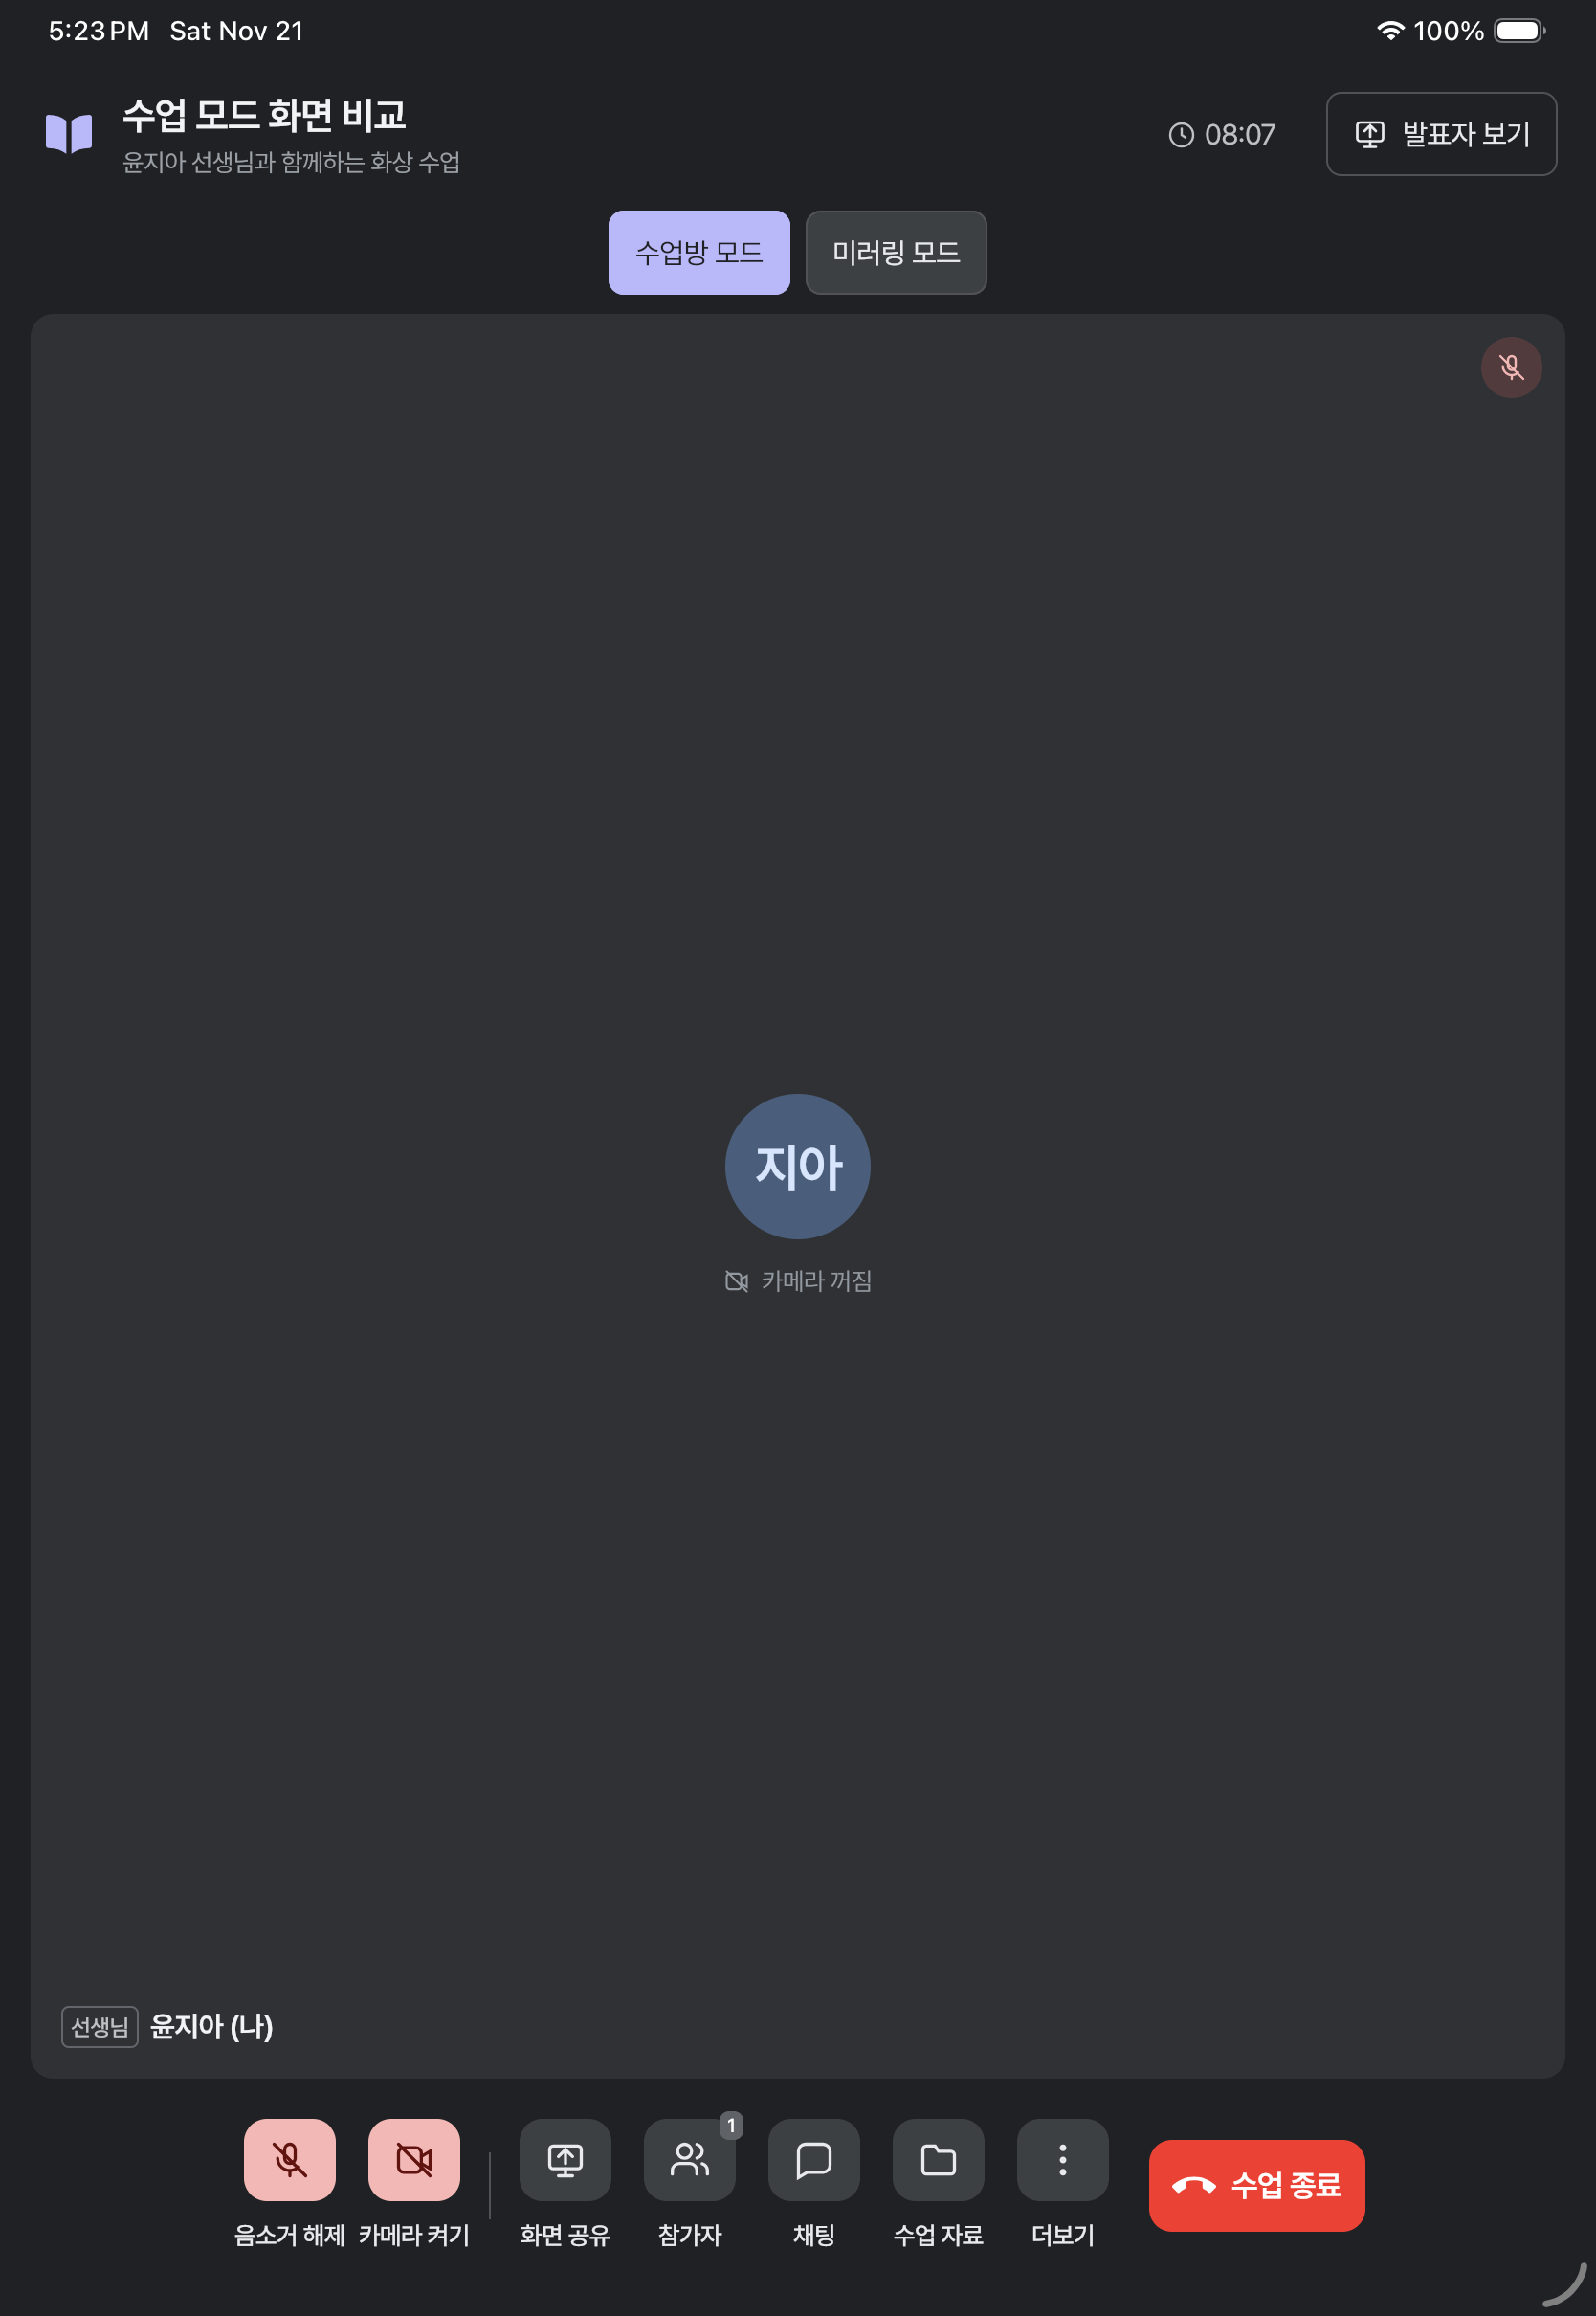 5:23 PM Sat Nov 21
100%
수업 모드 화면 비교
윤지아 선생님과 함께하는 화상 수업
08:07
발표자 보기
수업방 모드
미러링 모드
지아
카메라 꺼짐
선생님 윤지아 (나)
1
음소거 해제 카메라 켜기 화면 공유 참가자 채팅 수업 자료 더보기
수업 종료